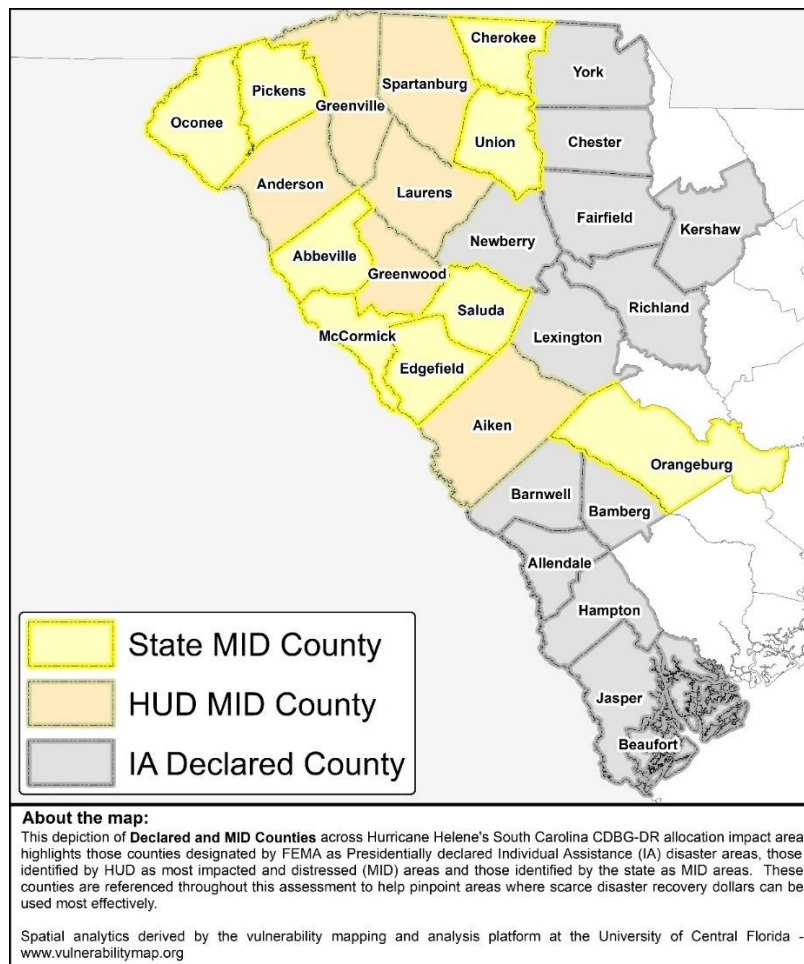 Cherokee
York
Spartanburg
Pickens
Greenville
Oconee
Union
Chester
Anderson
Laurens
Fairfield
Kershaw
Newberry
Abbeville
Greenwood
Saluda
Richland
Lexington
McCormick
Edgefield
Aiken
Orangeburg
Barnwell
Bamberg
Allendale
Hampton
Jasper
Beaufort
State MID County
HUD MID County
IA Declared County
About the map:
This depiction of Declared and MID Counties across Hurricane Helene's South Carolina CDBG-DR allocation impact area
highlights those counties designated by FEMA as Presidentially declared Individual Assistance (IA) disaster areas, those
identified by HUD as most impacted and distressed (MID) areas and those identified by the state as MID areas. These
counties are referenced throughout this assessment to help pinpoint areas where scarce disaster recovery dollars can be
used most effectively.
Spatial analytics derived by the vulnerability mapping and analysis platform at the University of Central Florida -
www.vulnerabilitymap.org